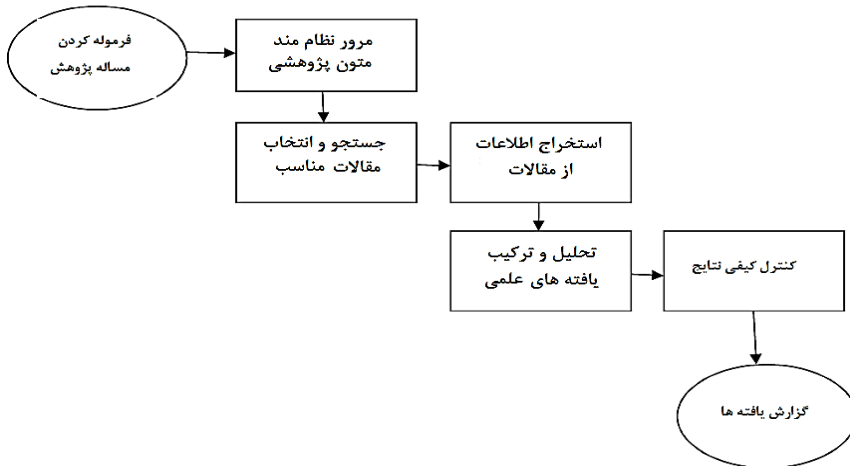 فرموله کردن
مساله پژوهش
مرور نظام مند
متون پژوهشی
جستجو و انتخاب
مقالات مناسب
استخراج اطلاعات
از مقالات
تحلیل و ترکیب
یافته های علمی
کنترل کیفی نتایج
گزارش یافته ها